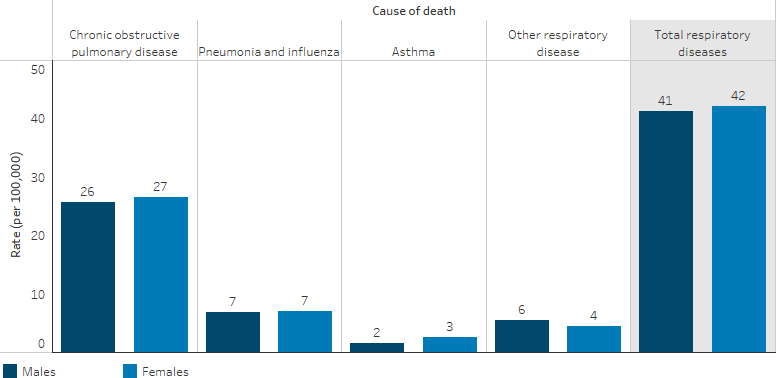 Cause of death
Chronic obstructive
pulmonary disease
Pneumonia and influenza
Asthma
Other respiratory
disease
Total respiratory
diseases
Rate (per 100,000)
50
40
30
20
10
0
26
27
7
7
2
3
6
4
41
42
Males
Females